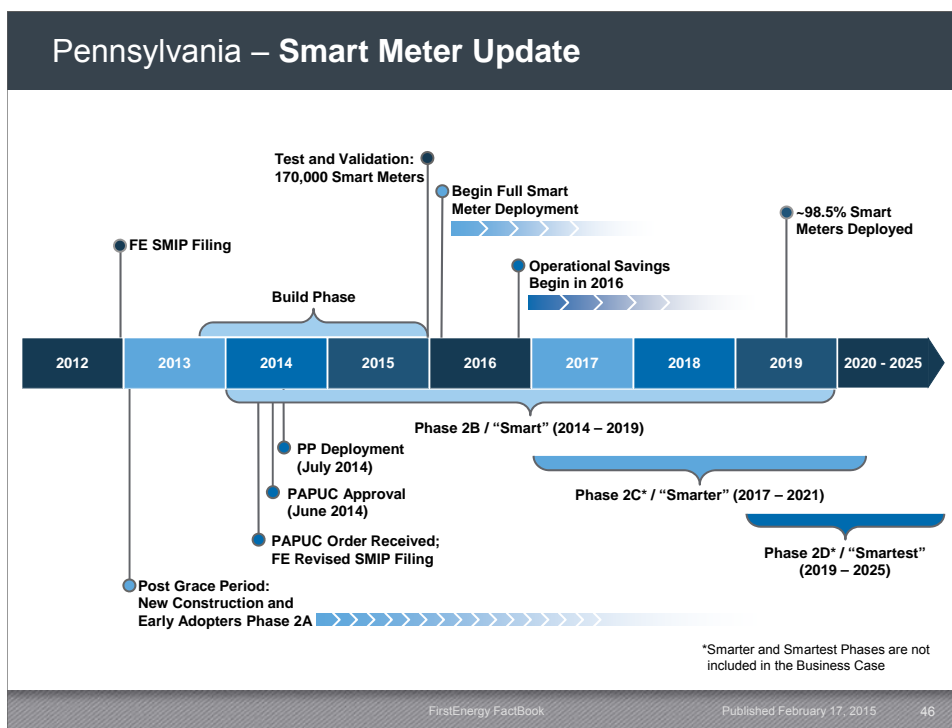 Pennsylvania – Smart Meter Update
Test and Validation:
170,000 Smart Meters
Begin Full Smart
Meter Deployment
~98.5% Smart
Meters Deployed
FE SMIP Filing
Operational Savings
Begin in 2016
Build Phase
2012
2013
2014
2015
2016
2017
2018
2019
2020 - 2025
Phase 2B / “Smart” (2014 – 2019)
PP Deployment
(July 2014)
Phase 2C* / “Smarter” (2017 – 2021)
PAPUC Approval
(June 2014)
PAPUC Order Received;
FE Revised SMIP Filing
Phase 2D* / “Smartest”
(2019 – 2025)
Post Grace Period:
New Construction and
Early Adopters Phase 2A
*Smarter and Smartest Phases are not
included in the Business Case
FirstEnergy FactBook
Published February 17, 2015
46